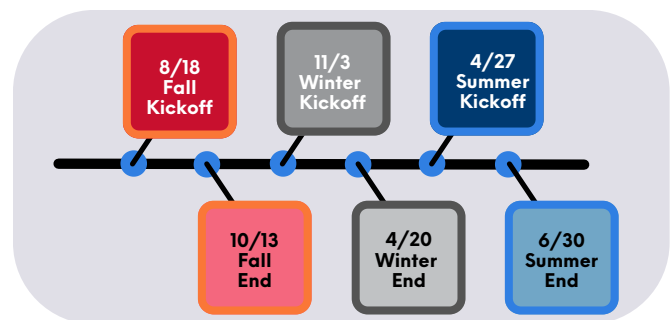 8/18
Fall
Kickoff
11/3
Winter
Kickoff
4/27
Summer
Kickoff
10/13
Fall
End
4/20
Winter
End
6/30
Summer
End